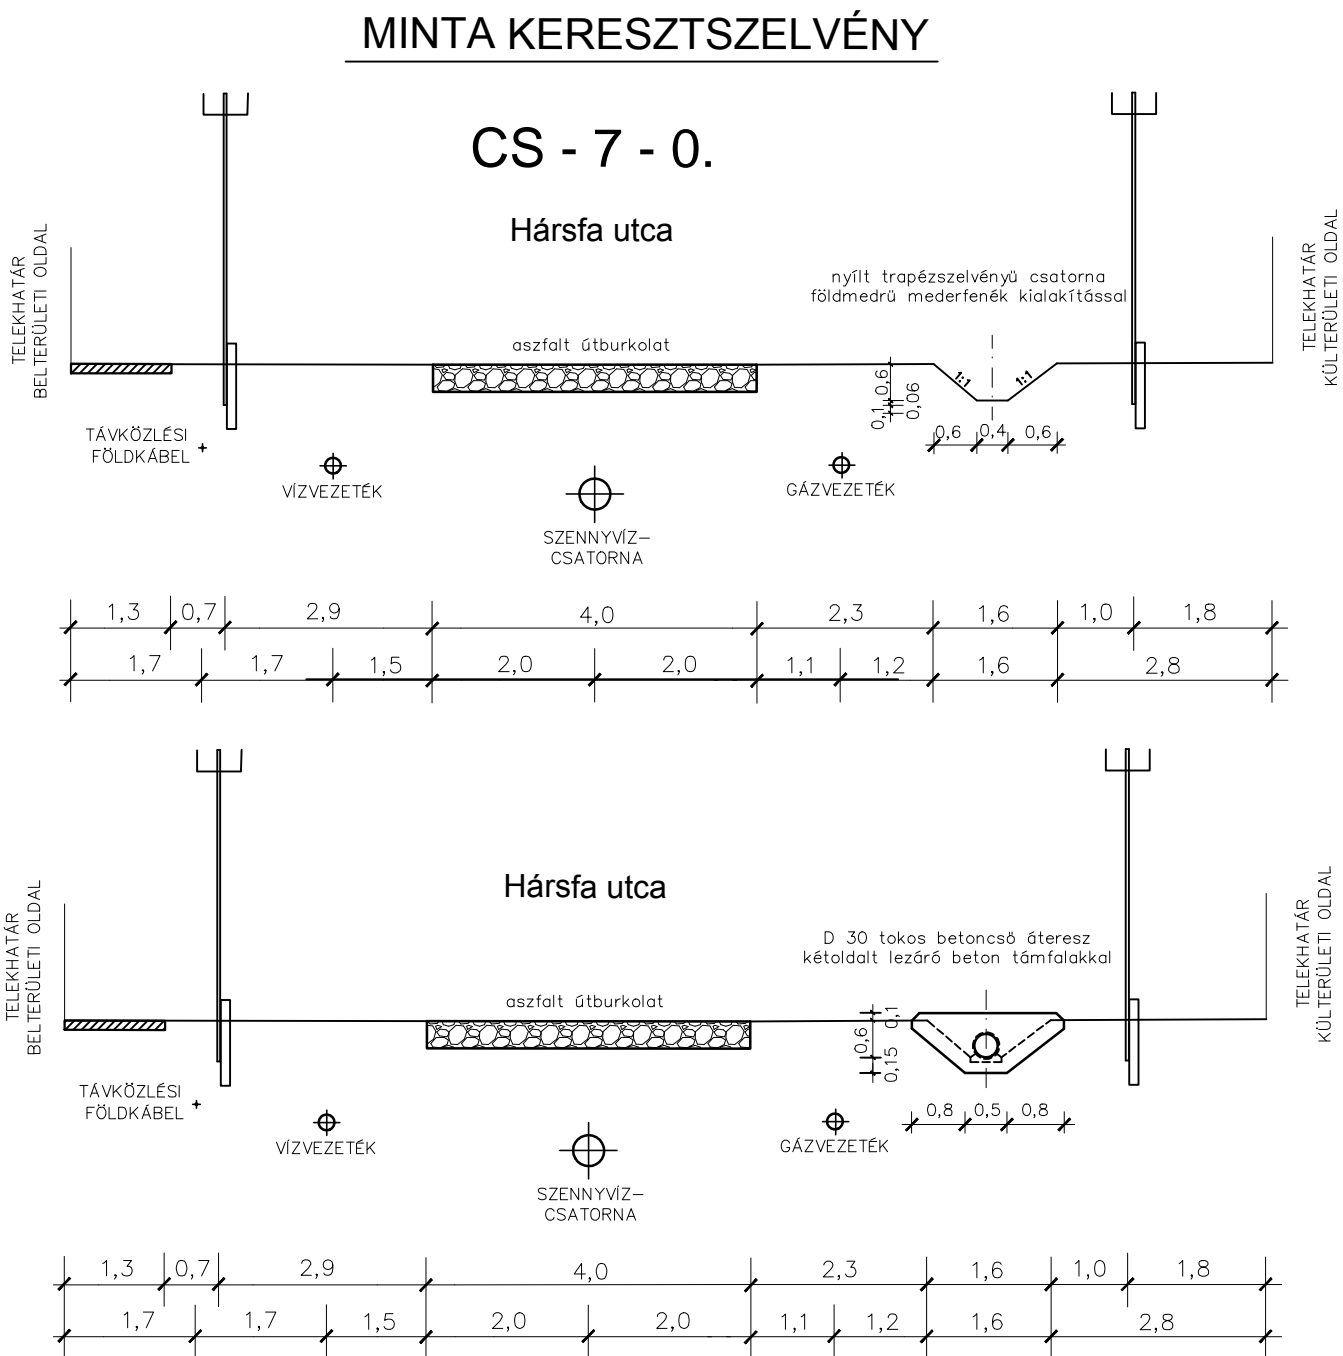 MINTA KERESZTSZELVÉNY
CS - 7 - 0.
Hársfa utca
TELEKHATÁR
BELTERÜLETI OLDAL
TELEKHATÁR
KÜLTERÜLETI OLDAL
nyílt trapézszelvényű csatorna
földmedrű mederfenék kialakítással
aszfalt útburkolat
1:1
1:1
0,6
0,1
0,06
0,6 0,4 0,6
TÁVKÖZLÉSI
FÖLDKÁBEL
VÍZVEZETÉK
GÁZVEZETÉK
SZENNYVÍZ-
CSATORNA
1,3 0,7 2,9 4,0 2,3 1,6 1,0 1,8
1,7 1,7 1,5 2,0 2,0 1,1 1,2 1,6 2,8
Hársfa utca
TELEKHATÁR
BELTERÜLETI OLDAL
TELEKHATÁR
KÜLTERÜLETI OLDAL
D 30 tokos betoncső áteresz
kétoldalt lezáró beton támfalakkal
aszfalt útburkolat
0,1
0,6
0,15
0,8 0,5 0,8
TÁVKÖZLÉSI
FÖLDKÁBEL
VÍZVEZETÉK
GÁZVEZETÉK
SZENNYVÍZ-
CSATORNA
1,3 0,7 2,9 4,0 2,3 1,6 1,0 1,8
1,7 1,7 1,5 2,0 2,0 1,1 1,2 1,6 2,8